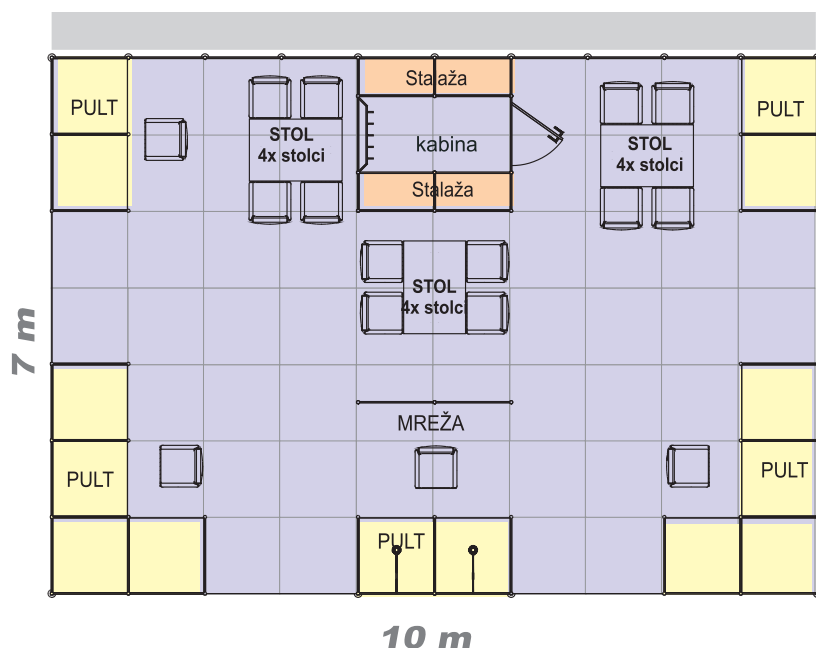 Stalaža
PULT
PULT
STOL
4x stolci
kabina
STOL
4x stolci
Stalaža
STOL
4x stolci
7 m
MREŽA
PULT
PULT
PULT
10 m